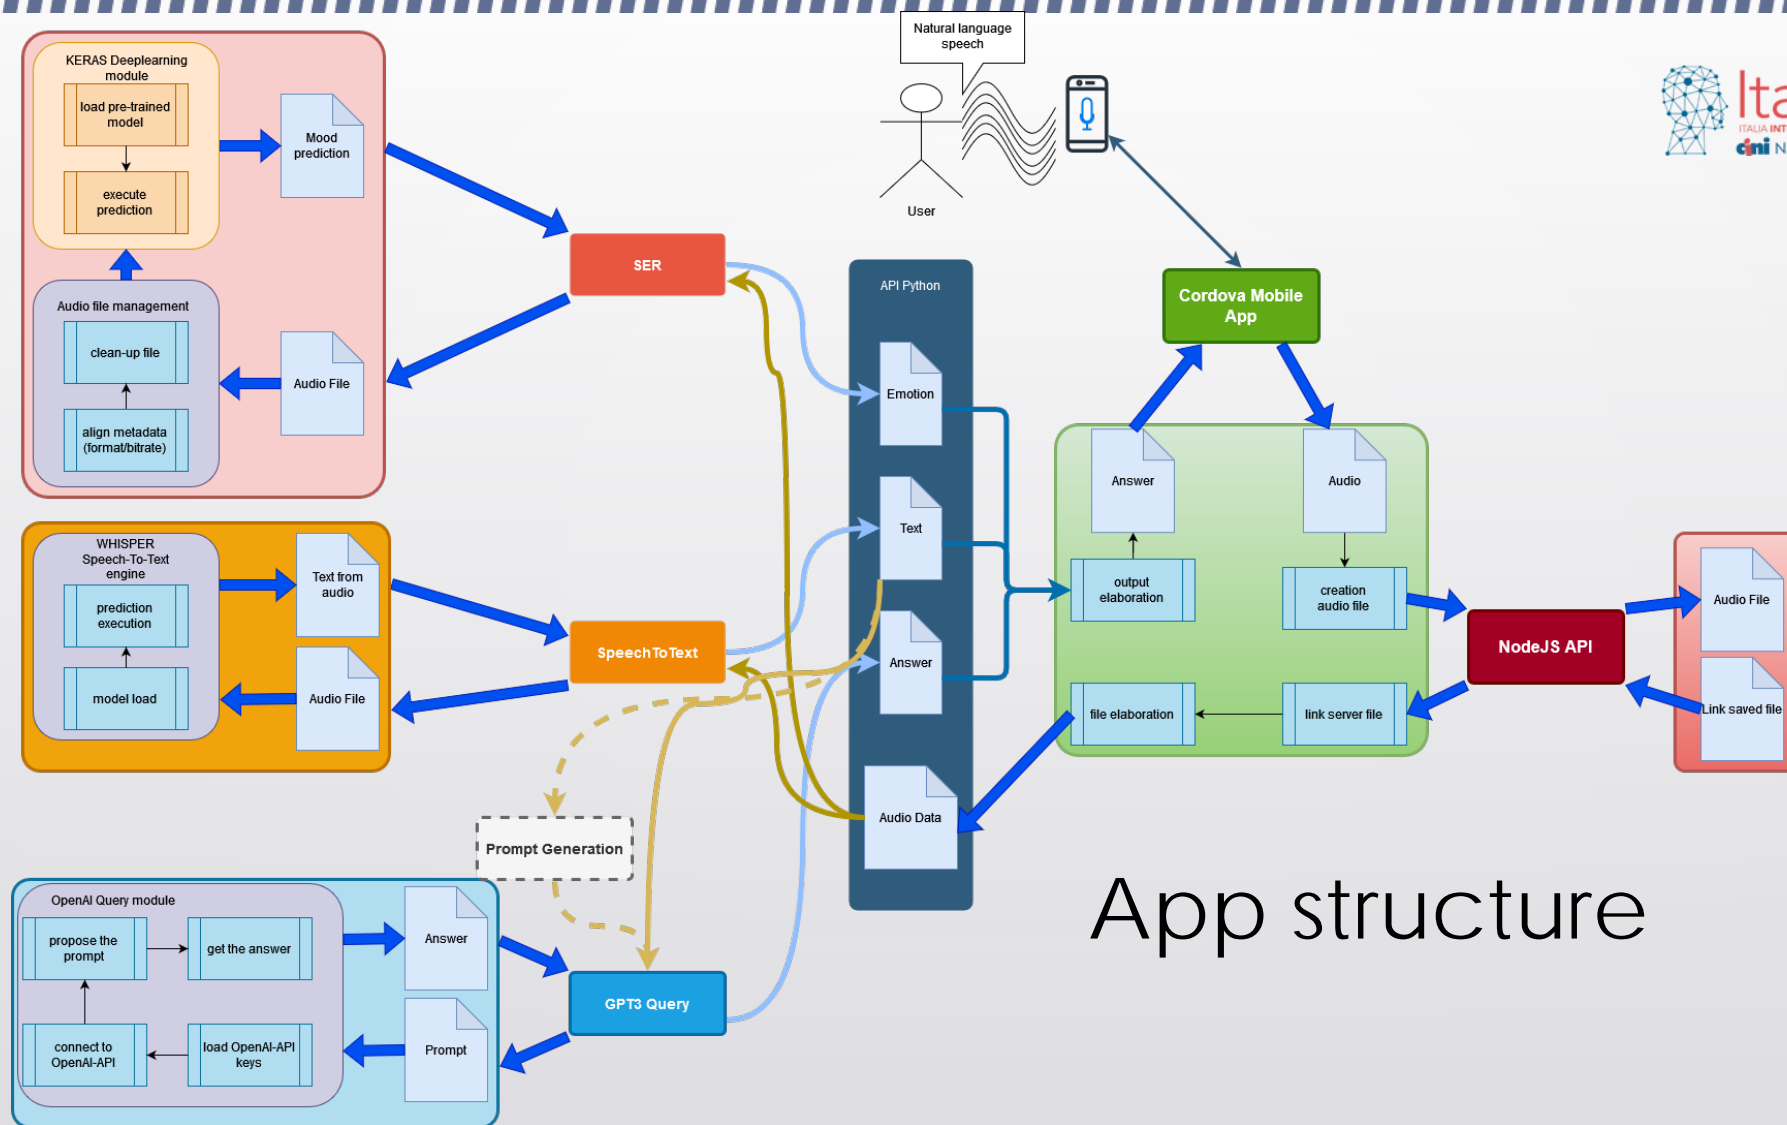 Natural language
speech
User
KERAS Deeplearning
module
load pre-trained
model
execute
prediction
Mood
prediction
Audio file management
clean-up file
align metadata
(format/bitrate)
Audio File
SER
WHISPER
Speech-To-Text
engine
prediction
execution
model load
Text from
audio
Audio File
SpeechToText
Prompt Generation
OpenAI Query module
propose the
prompt
get the answer
connect to
OpenAI-API
load OpenAI-API
keys
Answer
Prompt
GPT3 Query
API Python
Emotion
Text
Answer
Audio Data
Cordova Mobile
App
Answer
Audio
output
elaboration
creation
audio file
file elaboration
link server file
NodeJS API
Audio File
Link saved file
App structure
ITALIA
cini